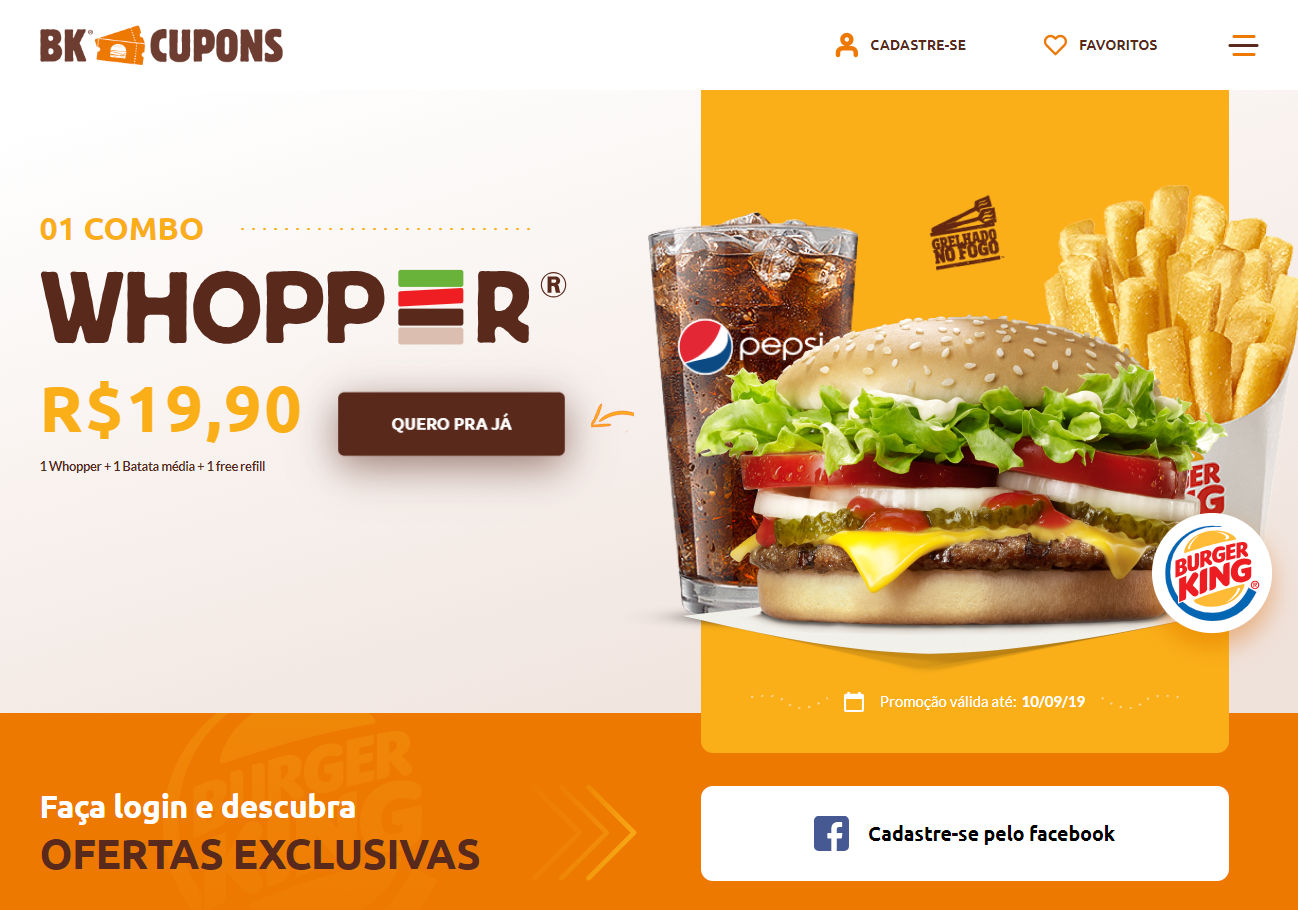 BK® CUPONS
CADASTRE-SE
FAVORITOS
01 COMBO
WHOPPER®
R$19,90
QUERO PRA JÁ
1 Whopper + 1 Batata média + 1 free refill
GRELHADO
NO FOGO
pepsi
BURGER
KING®
Promoção válida até: 10/09/19
BURGER
KING
Faça login e descubra
OFERTAS EXCLUSIVAS
Cadastre-se pelo facebook